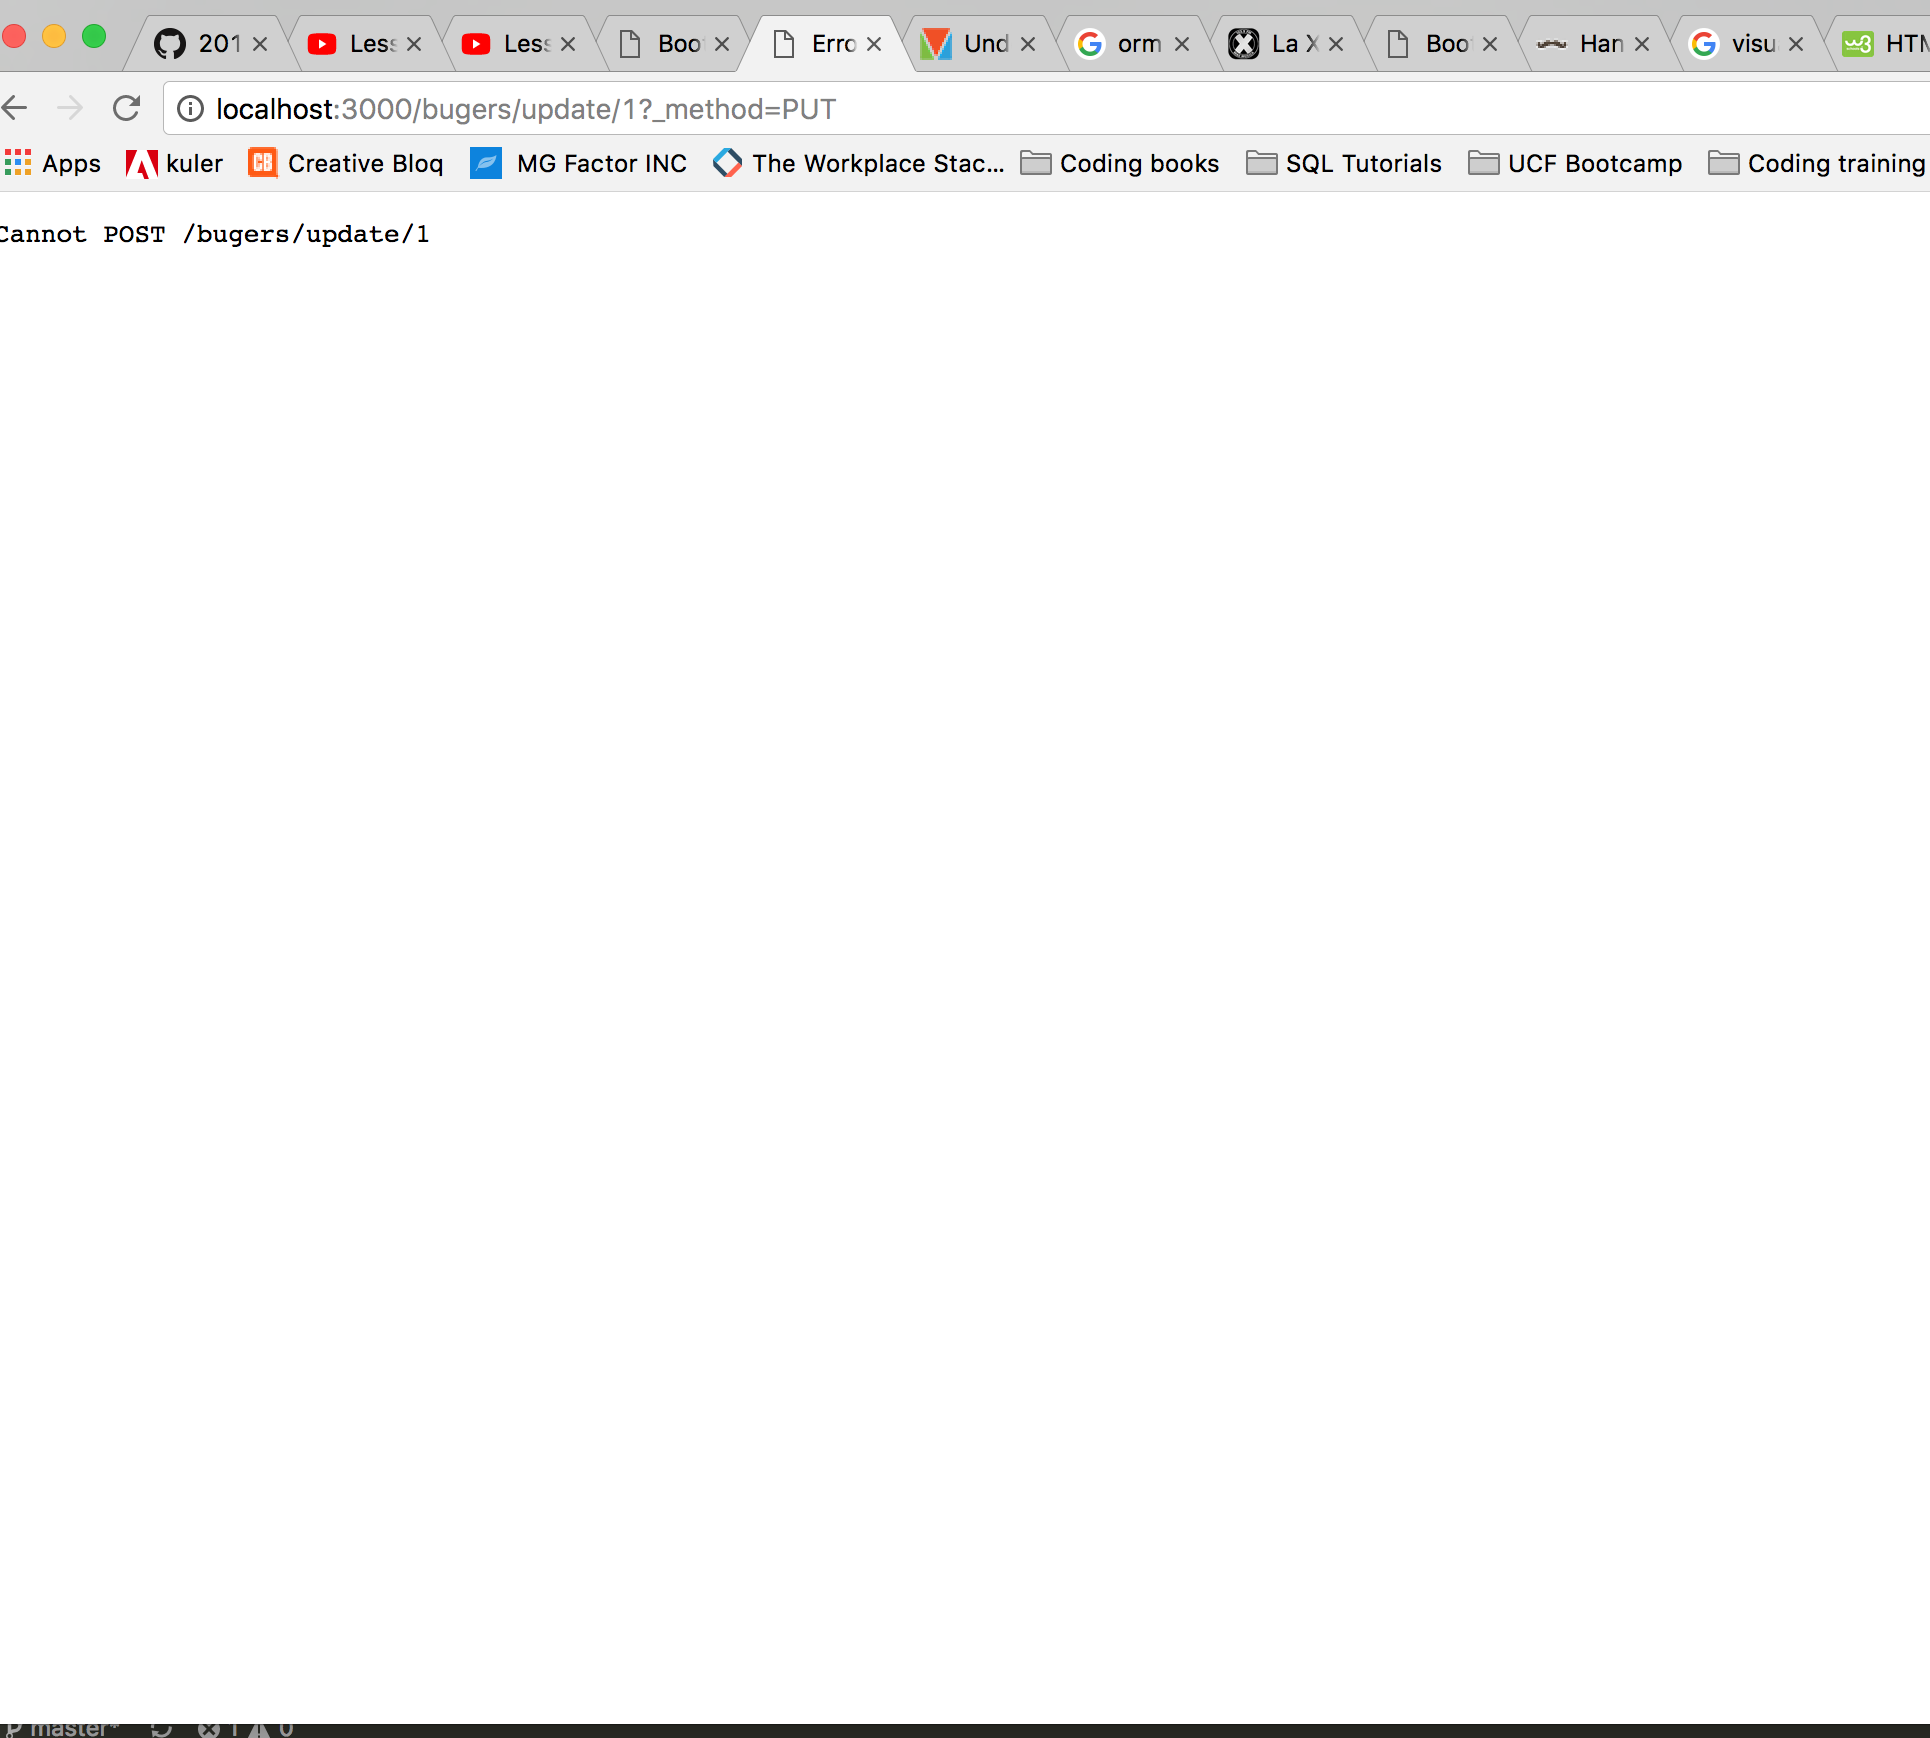 201 Less Less Boot Erro Und orm La X Boo Han visu HTM
localhost:3000/bugers/update/1?_method=PUT
Apps kuler Creative Bloq MG Factor INC The Workplace Stac... Coding books SQL Tutorials UCF Bootcamp Coding training
Cannot POST /bugers/update/1
master* 1 0